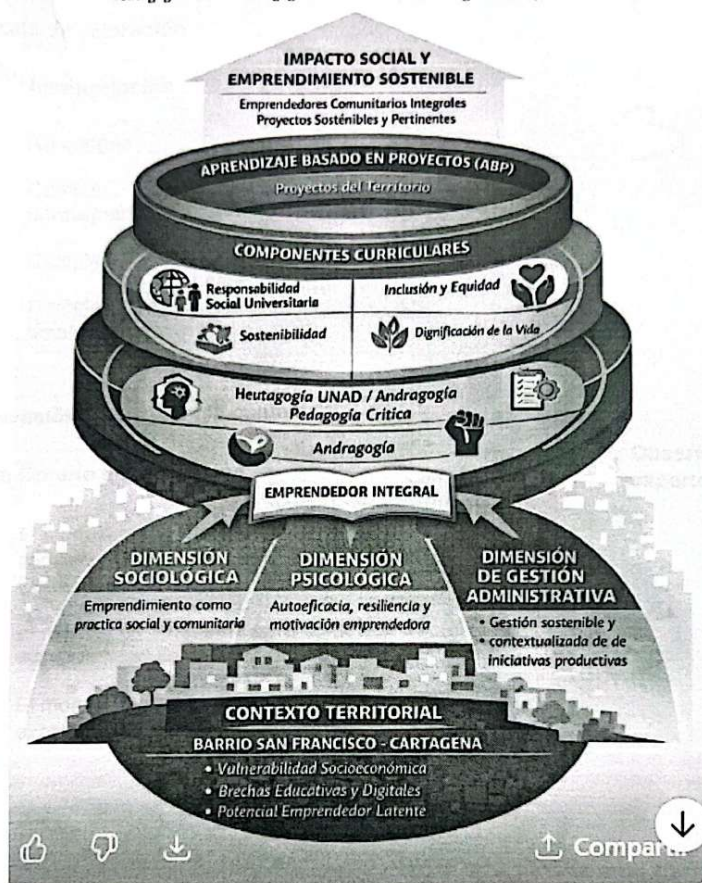 IMPACTO SOCIAL Y
EMPRENDIMIENTO SOSTENIBLE
Emprendedores Comunitarios Integrales
Proyectos Sosténibles y Pertinentes
APRENDIZAJE BASADO EN PROYECTOS (ABP)
Proyectos del Territorio
COMPONENTES CURRICULARES
Responsabilidad
Social Universitaria
Inclusión y Equidad
Sostenibilidad
Dignificación de la Vida
Heutagogía UNAD / Andragogía
Pedagogía Critica
Andragogía
EMPRENDEDOR INTEGRAL
DIMENSIÓN
SOCIOLÓGICA
Emprendimiento como
practica social y comunitaria
DIMENSIÓN
PSICOLÓGICA
Autoeficacia, resiliencia y
motivación emprendedora
DIMENSIÓN
DE GESTIÓN
ADMINISTRATIVA
• Gestión sostenible y
• contextualizada de de
iniciativas productivas
CONTEXTO TERRITORIAL
BARRIO SAN FRANCISCO - CARTAGENA
• Vulnerabilidad Socioeconómica
• Brechas Educativas y Digitales
• Potencial Emprendedor Latente